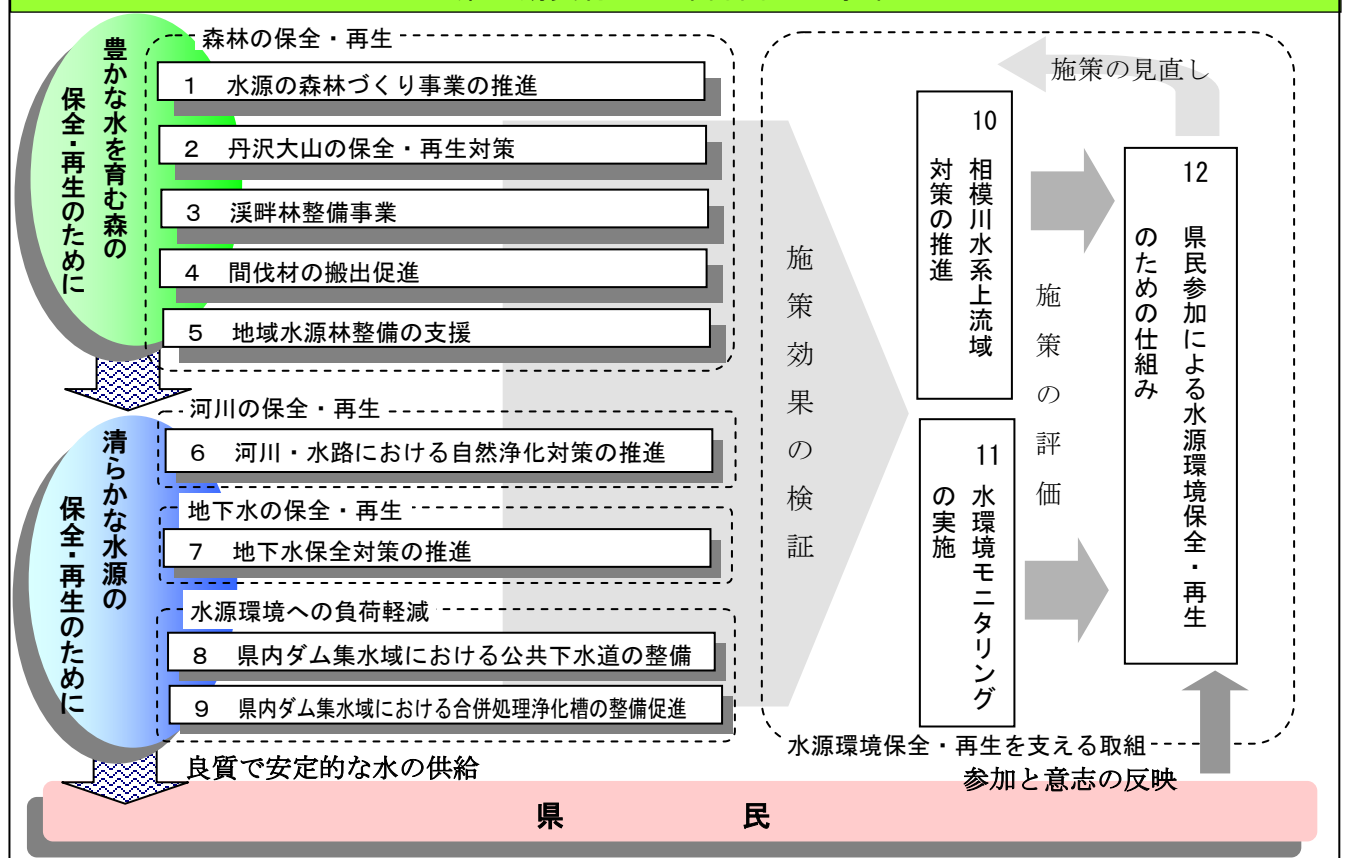 豊かな水を育む森の
保全・再生のために
森林の保全・再生
1 水源の森林づくり事業の推進
2 丹沢大山の保全・再生対策
3 渓畔林整備事業
4 間伐材の搬出促進
5 地域水源林整備の支援
清らかな水源の
保全・再生のために
河川の保全・再生
6 河川・水路における自然浄化対策の推進
地下水の保全・再生
7 地下水保全対策の推進
水源環境への負荷軽減
8 県内ダム集水域における公共下水道の整備
9 県内ダム集水域における合併処理浄化槽の整備促進
施策効果の検証
10 相模川水系上流域
対策の推進
11 水環境モニタリング
の実施
施策の評価
12 県民参加による水源環境保全・再生
のための仕組み
施策の見直し
水源環境保全・再生を支える取組
参加と意志の反映
良質で安定的な水の供給
県民